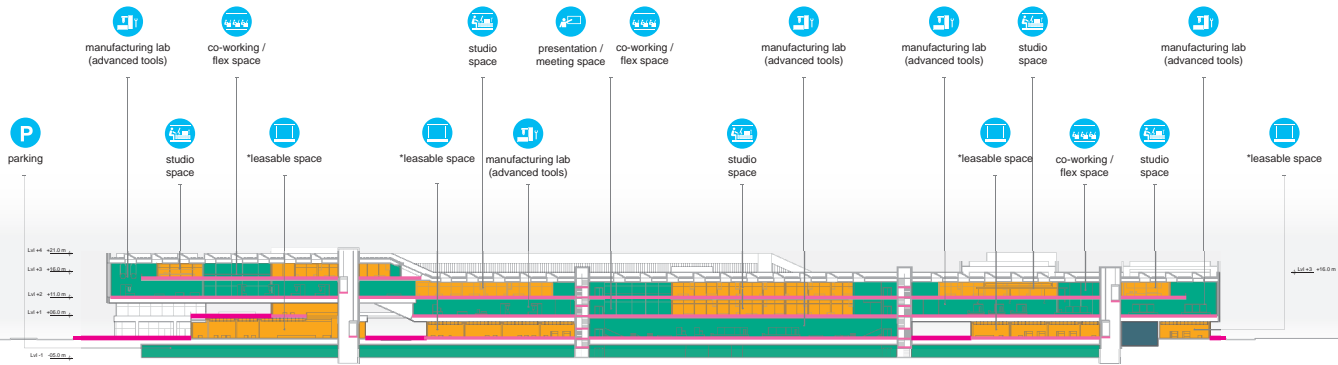 manufacturing lab
(advanced tools)
co-working /
flex space
studio
space
presentation /
meeting space
co-working /
flex space
manufacturing lab
(advanced tools)
manufacturing lab
(advanced tools)
studio
space
manufacturing lab
(advanced tools)
P
parking
studio
space
*leasable space
*leasable space
manufacturing lab
(advanced tools)
studio
space
*leasable space
co-working /
flex space
studio
space
*leasable space
Lvl +4 +21.0 m
Lvl +3 +16.0 m
Lvl +3 +16.0 m
Lvl +2 +11.0 m
Lvl +1 +06.0 m
Lvl -1 -05.0 m